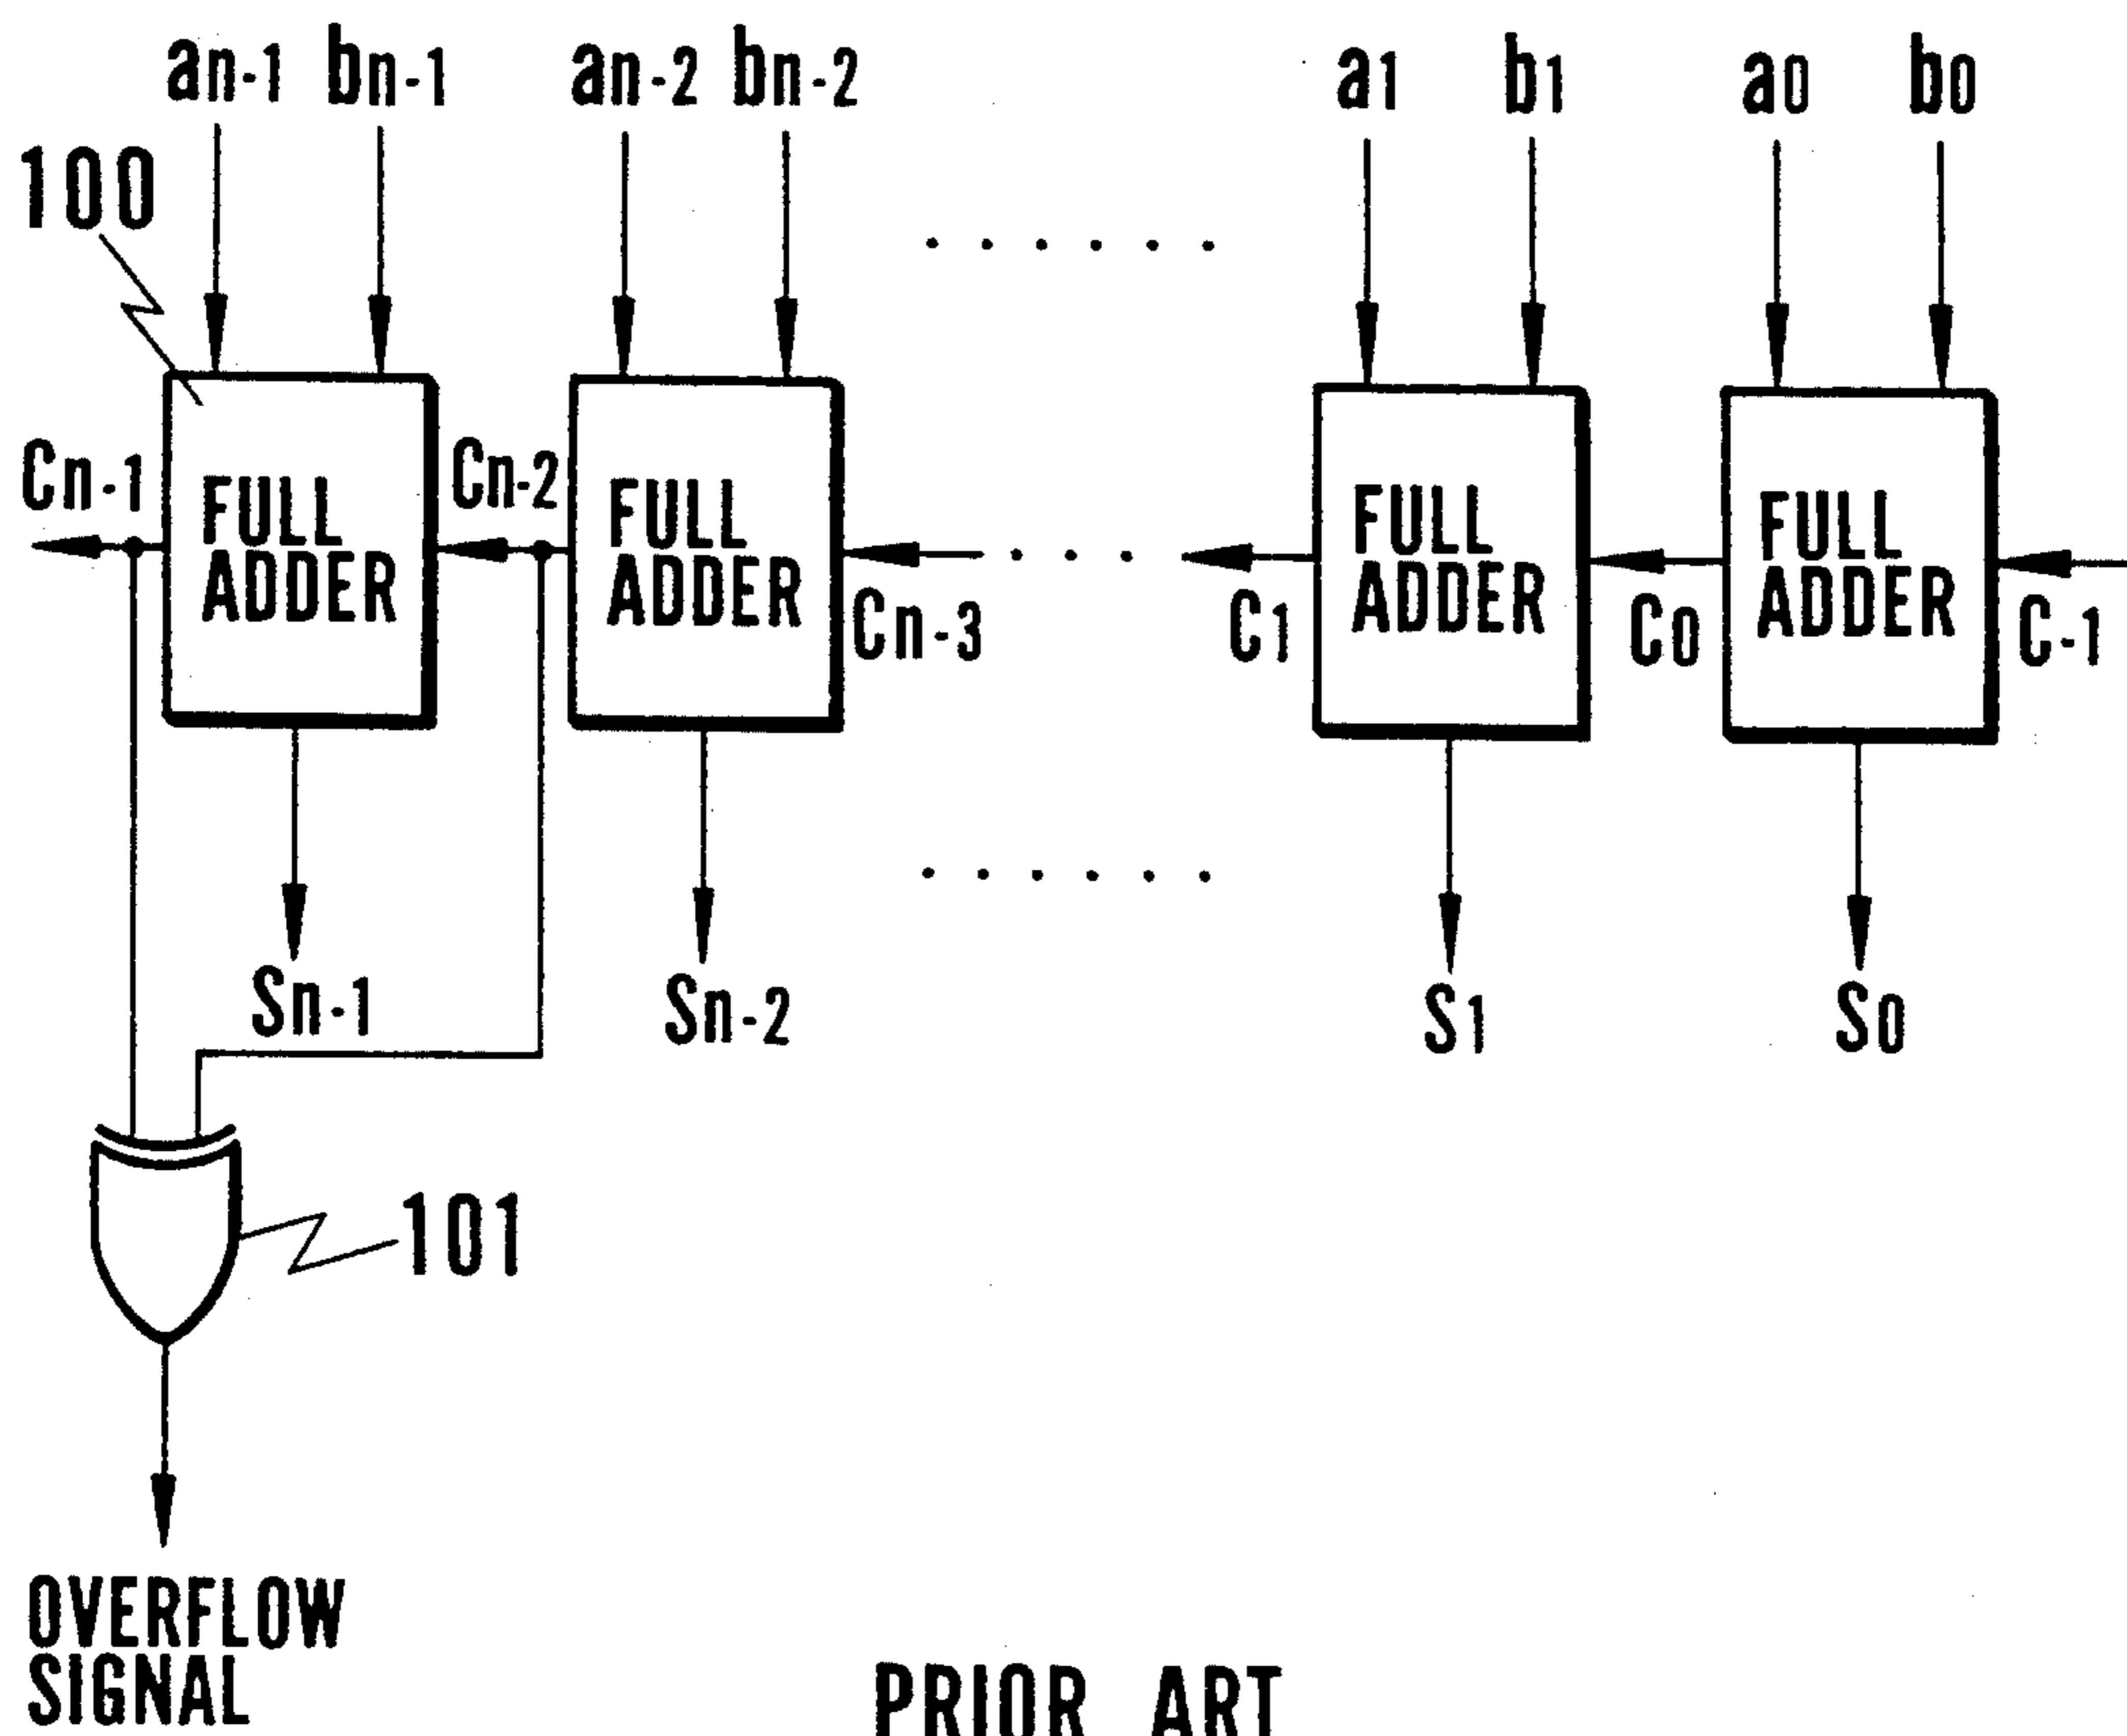 an-1 bn-1 an-2 bn-2 a1 b1 a0 b0
100
Cn-1 FULL ADDER
Cn-2 FULL ADDER
Cn-3
C1 FULL ADDER
C0 FULL ADDER
C-1
Sn-1 Sn-2 S1 S0
101
OVERFLOW
SIGNAL
PRIOR ART